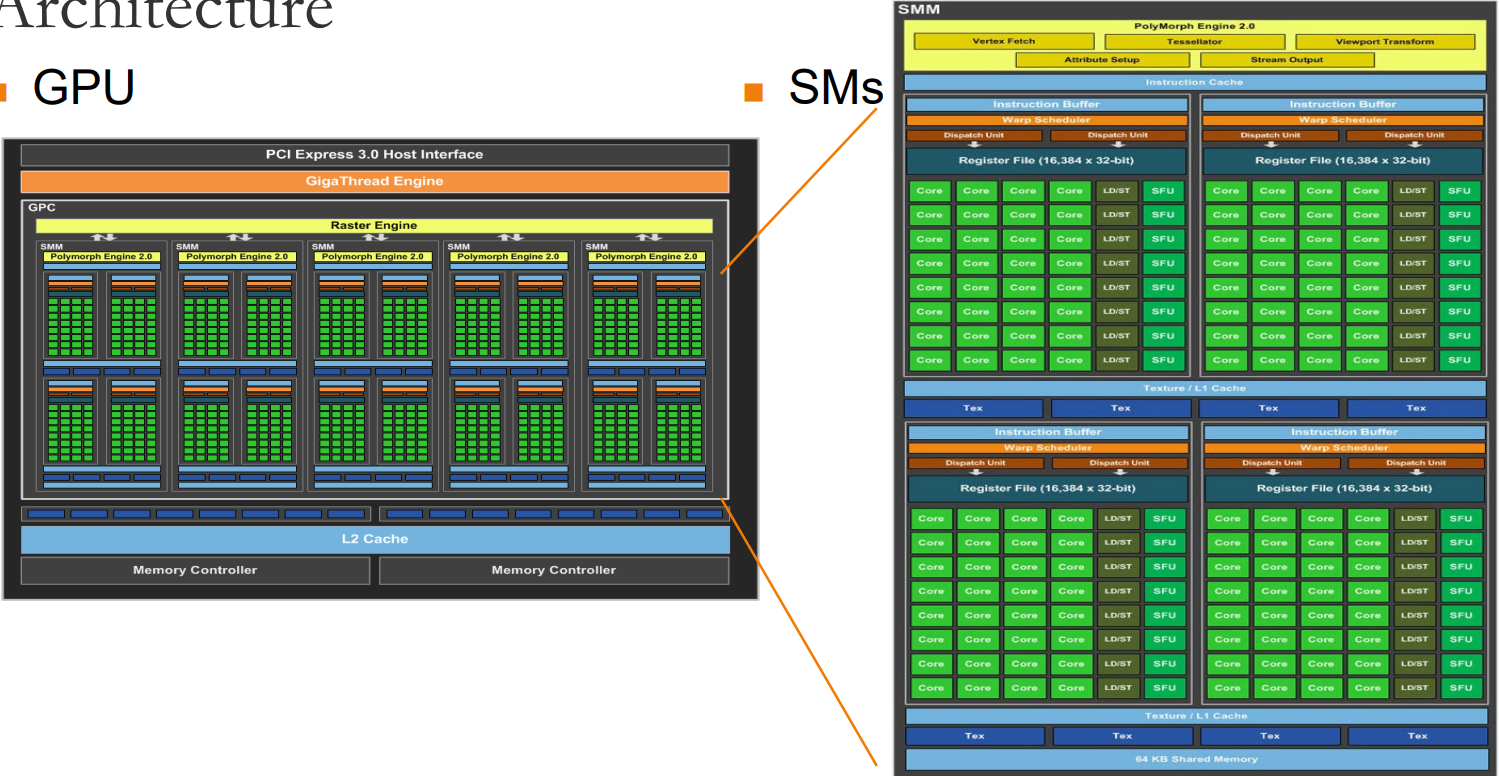 Architecture
GPU
PCI Express 3.0 Host Interface
GigaThread Engine
GPC
Raster Engine
SMM SMM SMM SMM SMM
Polymorph Engine 2.0 Polymorph Engine 2.0 Polymorph Engine 2.0 Polymorph Engine 2.0 Polymorph Engine 2.0
L2 Cache
Memory Controller Memory Controller
SMs
SMM
PolyMorph Engine 2.0
Vertex Fetch Tessellator Viewport Transform
Attribute Setup Stream Output
Instruction Cache
Instruction Buffer Instruction Buffer
Warp Scheduler Warp Scheduler
Dispatch Unit Dispatch Unit Dispatch Unit Dispatch Unit
Register File (16,384 x 32-bit) Register File (16,384 x 32-bit)
Core Core Core Core LD/ST SFU Core Core Core Core LD/ST SFU
Core Core Core Core LD/ST SFU Core Core Core Core LD/ST SFU
Core Core Core Core LD/ST SFU Core Core Core Core LD/ST SFU
Core Core Core Core LD/ST SFU Core Core Core Core LD/ST SFU
Core Core Core Core LD/ST SFU Core Core Core Core LD/ST SFU
Core Core Core Core LD/ST SFU Core Core Core Core LD/ST SFU
Core Core Core Core LD/ST SFU Core Core Core Core LD/ST SFU
Core Core Core Core LD/ST SFU Core Core Core Core LD/ST SFU
Texture / L1 Cache
Tex Tex Tex Tex
Instruction Buffer Instruction Buffer
Warp Scheduler Warp Scheduler
Dispatch Unit Dispatch Unit Dispatch Unit Dispatch Unit
Register File (16,384 x 32-bit) Register File (16,384 x 32-bit)
Core Core Core Core LD/ST SFU Core Core Core Core LD/ST SFU
Core Core Core Core LD/ST SFU Core Core Core Core LD/ST SFU
Core Core Core Core LD/ST SFU Core Core Core Core LD/ST SFU
Core Core Core Core LD/ST SFU Core Core Core Core LD/ST SFU
Core Core Core Core LD/ST SFU Core Core Core Core LD/ST SFU
Core Core Core Core LD/ST SFU Core Core Core Core LD/ST SFU
Core Core Core Core LD/ST SFU Core Core Core Core LD/ST SFU
Core Core Core Core LD/ST SFU Core Core Core Core LD/ST SFU
Texture / L1 Cache
Tex Tex Tex Tex
64 KB Shared Memory